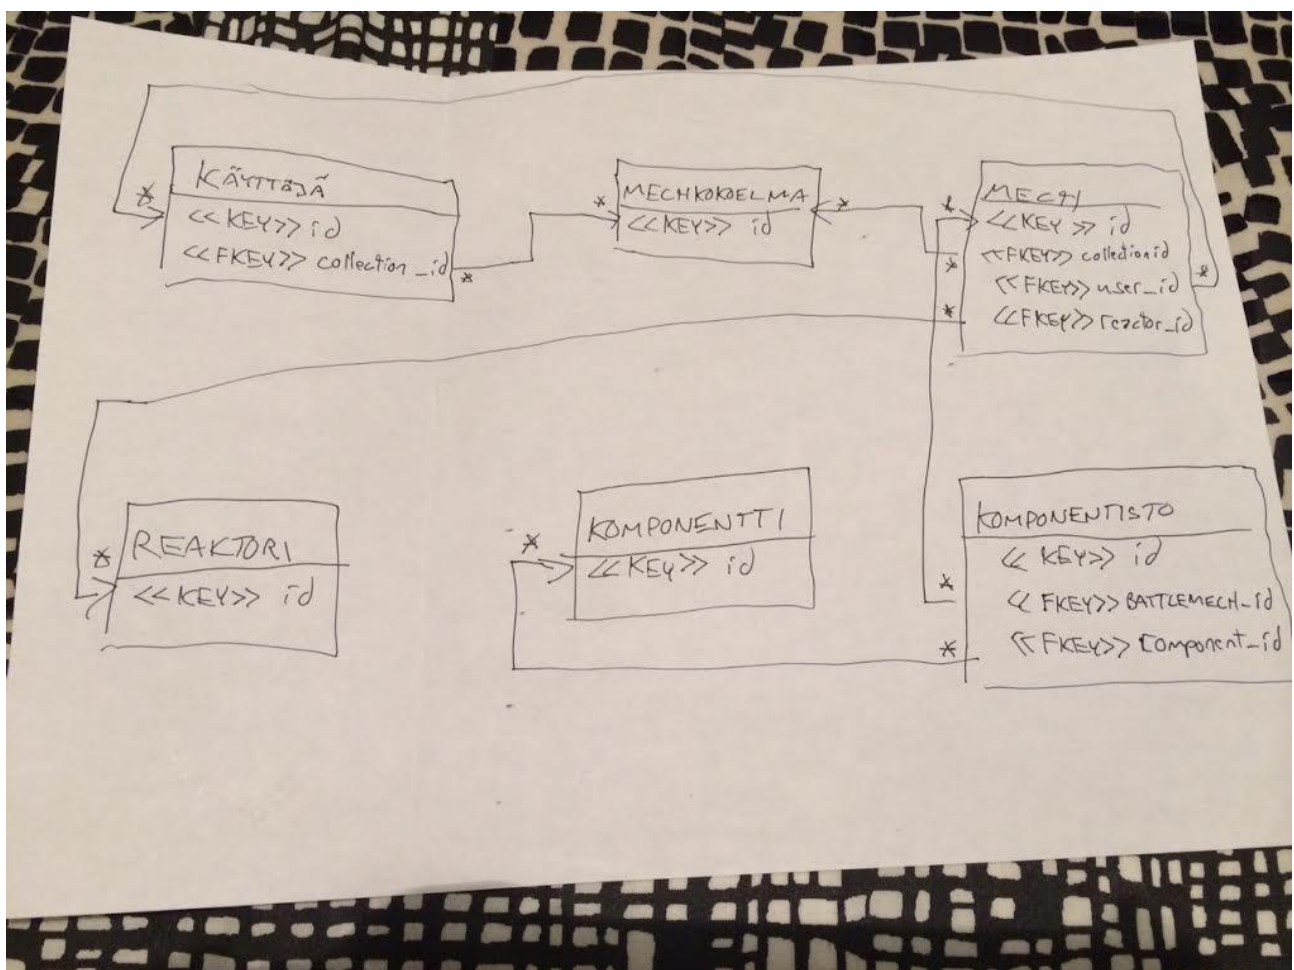 KÄYTTÄJÄ
<<KEY>> id
<<FKEY>> collection_id
*
*
MECHKOKOELMA
<<KEY>> id
*
*
MECH
<<KEY>> id
<<FKEY>> collectionid
<<FKEY>> user_id
<<FKEY>> reactor_id
*
*
*
*
REAKTORI
<<KEY>> id
*
KOMPONENTTI
<<KEY>> id
*
KOMPONENTISTO
<<KEY>> id
<<FKEY>> BATTLEMECH_id
<<FKEY>> Component_id
*
*